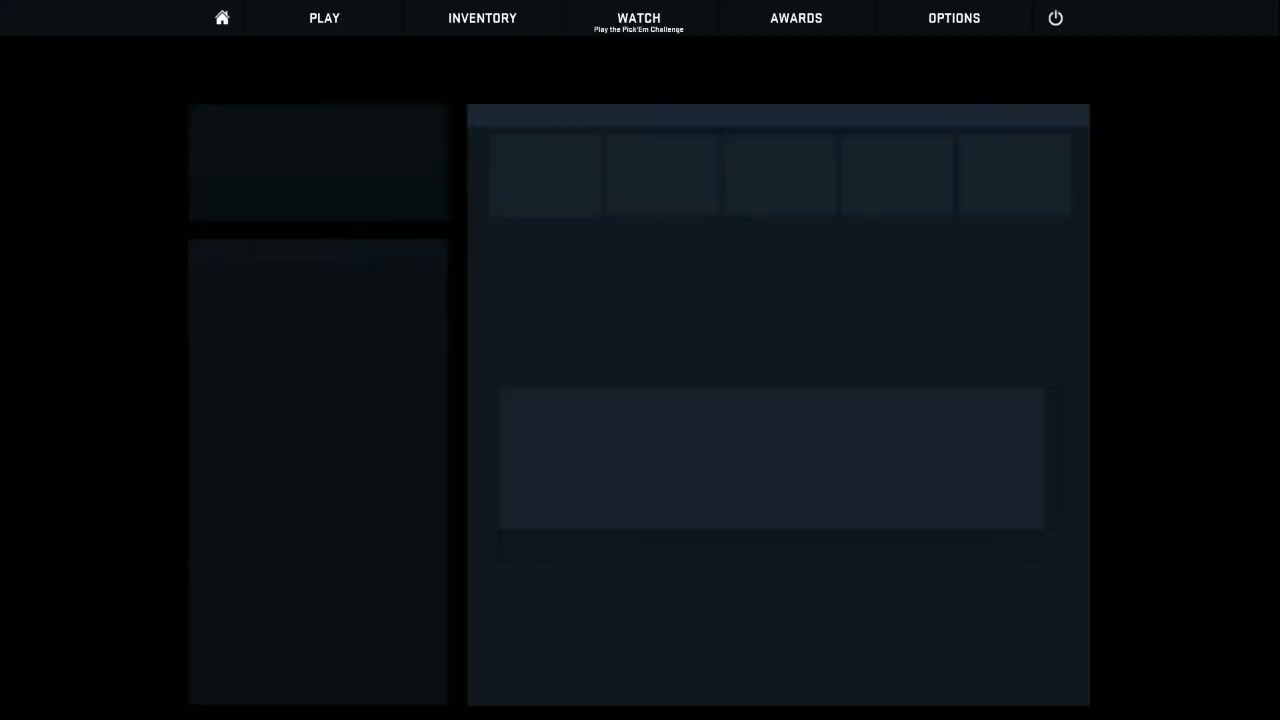 PLAY
INVENTORY
WATCH
Play the Pick'Em Challenge
AWARDS
OPTIONS